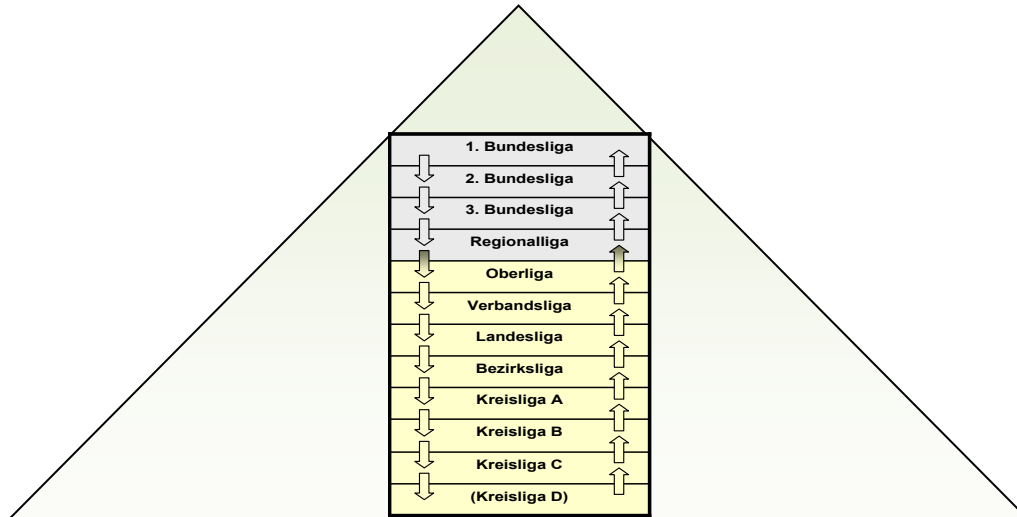 1. Bundesliga
2. Bundesliga
3. Bundesliga
Regionalliga
Oberliga
Verbandsliga
Landesliga
Bezirksliga
Kreisliga A
Kreisliga B
Kreisliga C
(Kreisliga D)